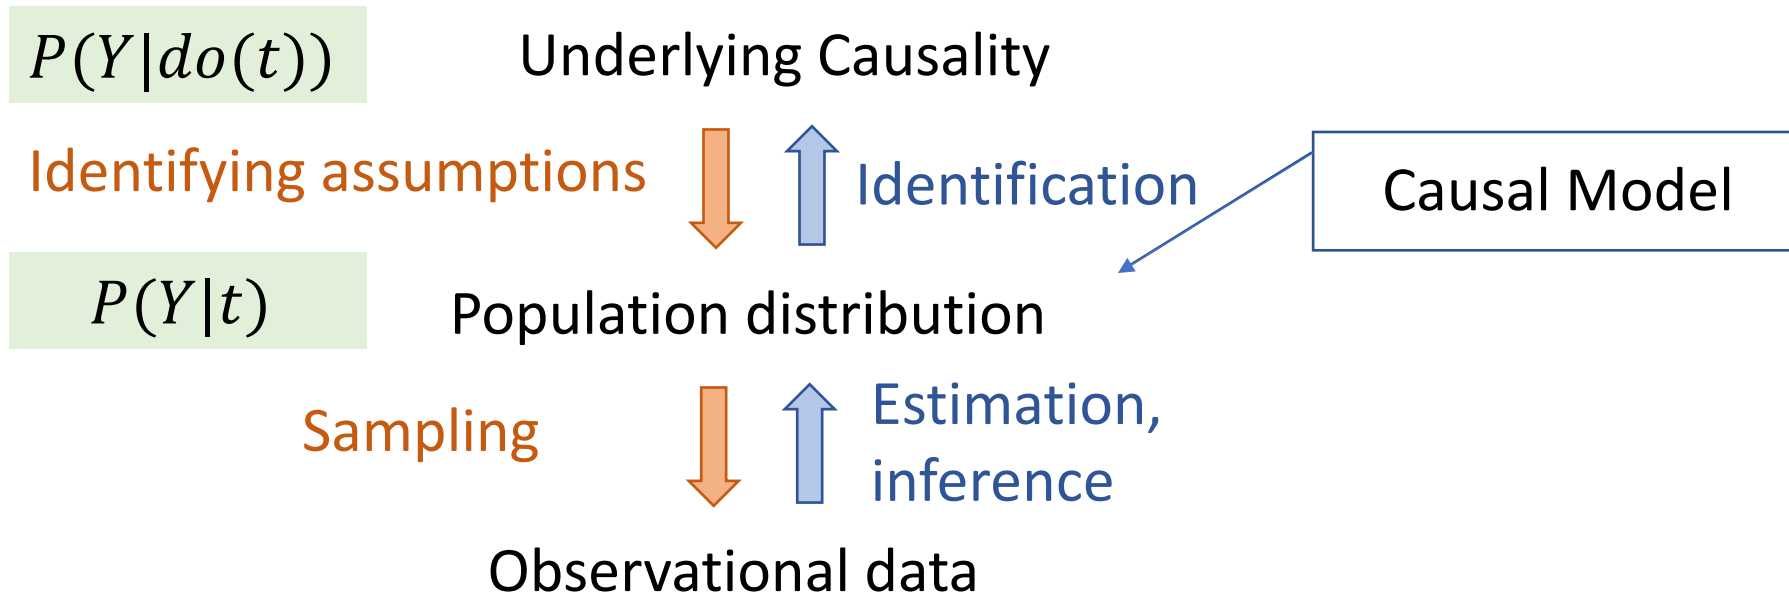 P(Y|do(t))
Underlying Causality
Identifying assumptions
Identification
Causal Model
P(Y|t)
Population distribution
Sampling
Estimation,
inference
Observational data